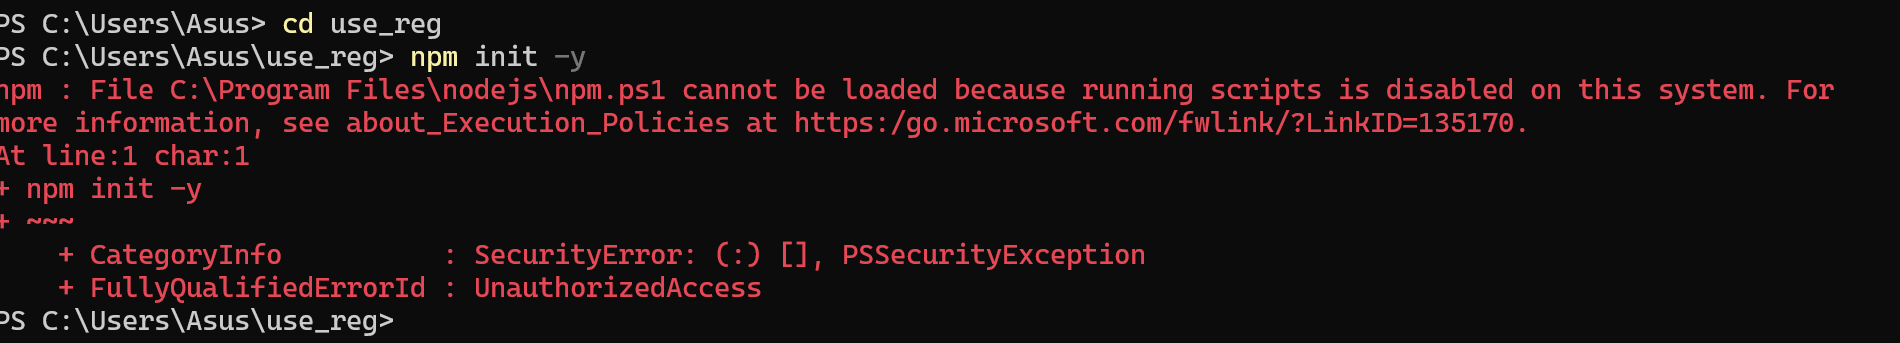 PS C:\Users\Asus> cd use_reg
PS C:\Users\Asus\use_reg> npm init -y
npm : File C:\Program Files\nodejs\npm.ps1 cannot be loaded because running scripts is disabled on this system. For
more information, see about_Execution_Policies at https:/go.microsoft.com/fwlink/?LinkID=135170.
At line:1 char:1
+ npm init -y
+ ~~~
    + CategoryInfo          : SecurityError: (:) [], PSSecurityException
    + FullyQualifiedErrorId : UnauthorizedAccess
PS C:\Users\Asus\use_reg>